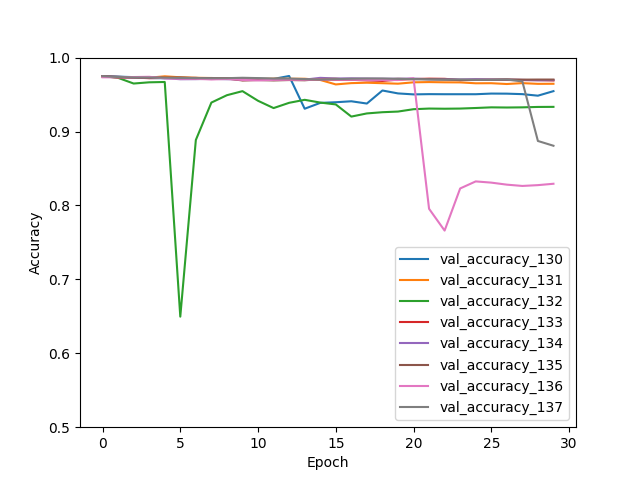 1.0
0.9
0.8
0.7
0.6
0.5
Accuracy
val_accuracy_130
val_accuracy_131
val_accuracy_132
val_accuracy_133
val_accuracy_134
val_accuracy_135
val_accuracy_136
val_accuracy_137
0 5 10 15 20 25 30
Epoch